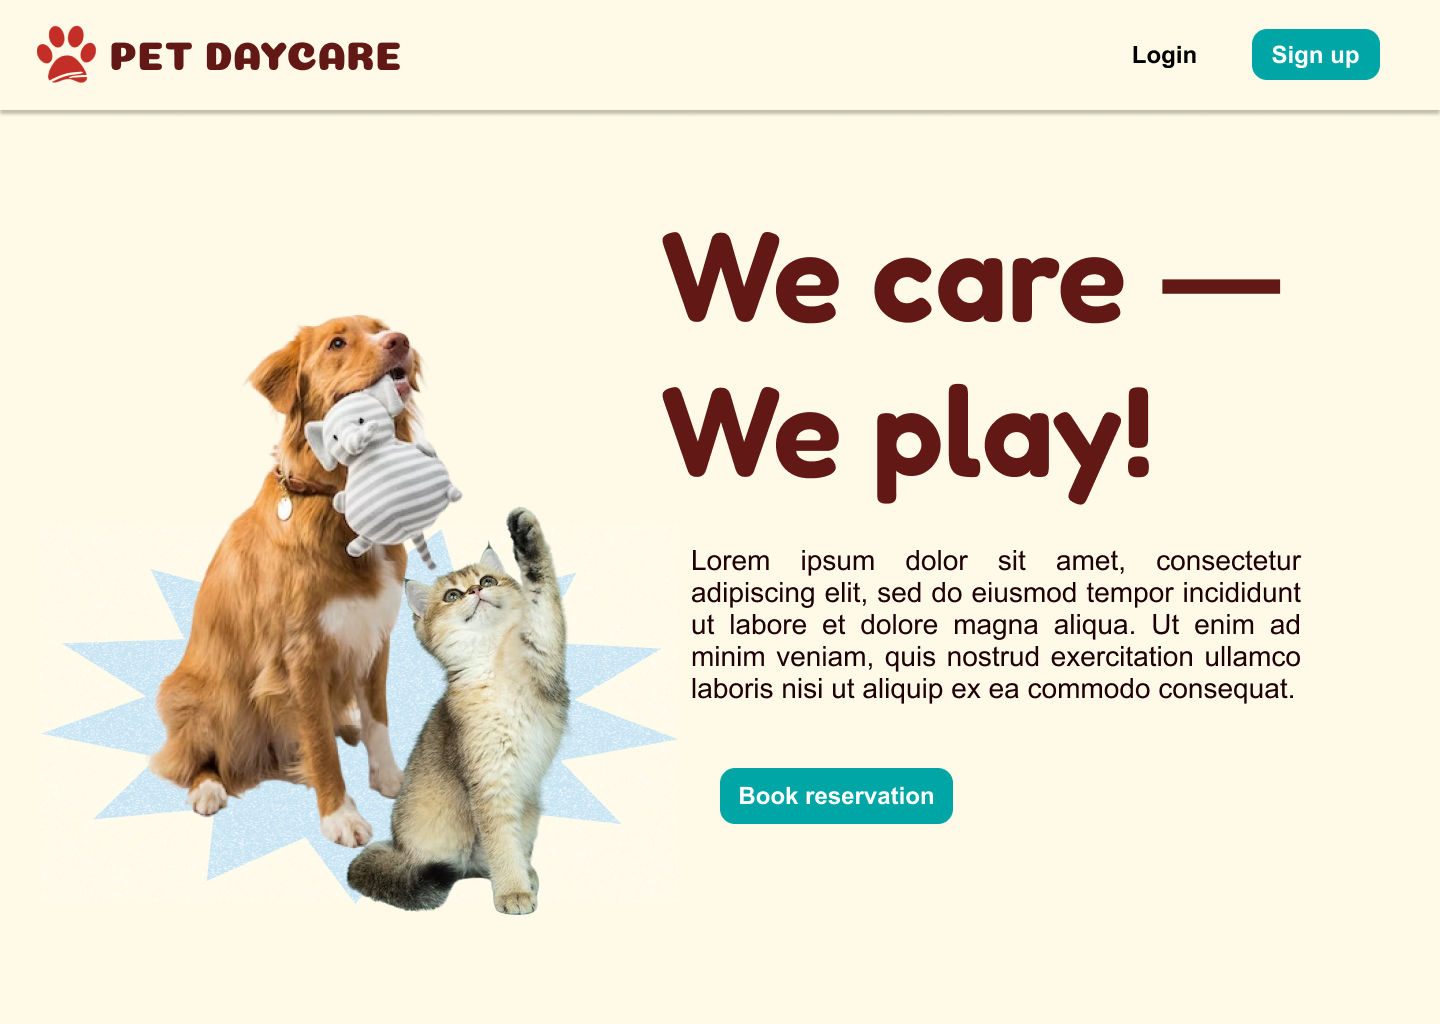 PET DAYCARE
Login
Sign up
We care —
We play!
Lorem ipsum dolor sit amet, consectetur
adipiscing elit, sed do eiusmod tempor incididunt
ut labore et dolore magna aliqua. Ut enim ad
minim veniam, quis nostrud exercitation ullamco
laboris nisi ut aliquip ex ea commodo consequat.
Book reservation